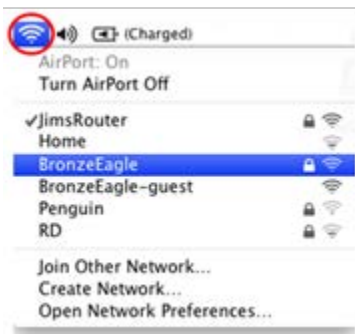 (Charged)
AirPort: On
Turn AirPort Off
✓JimsRouter
Home
BronzeEagle
BronzeEagle-guest
Penguin
RD
Join Other Network...
Create Network...
Open Network Preferences...